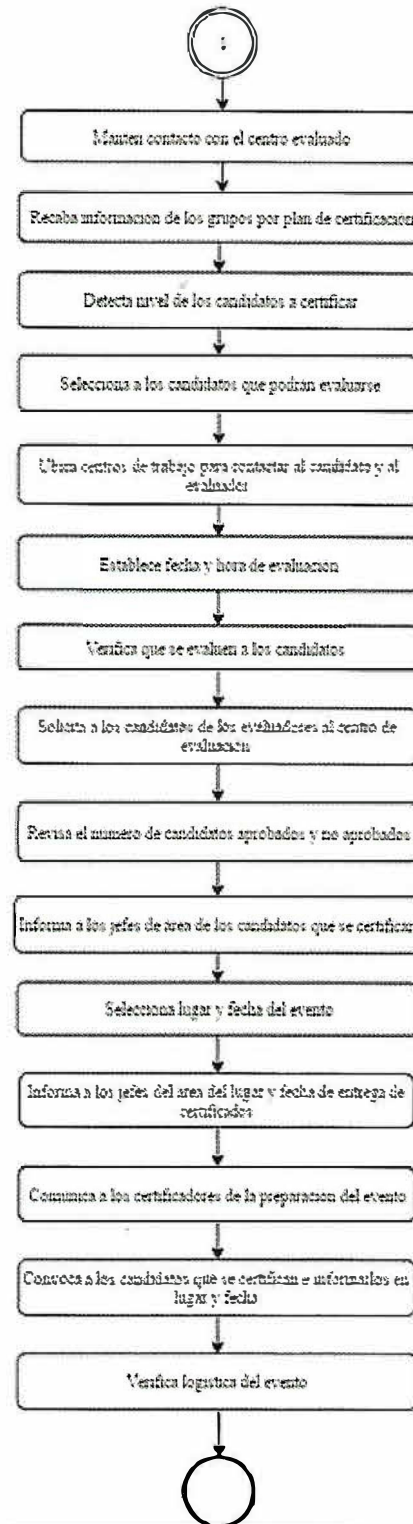 Manten contacto con el centro evaluado
Recaba informacion de los grupos por plan de certificacion
Detecta nivel de los candidatos a certificar
Selecciona a los candidatos que podrán evaluarse
Ubica centros de trabajo para contactar al candidato y al
evaluador
Establece fecha y hora de evaluacion
Verifica que se evaluen a los candidatos
Solicita a los candidatos de los evaluadores al centro de
evaluacion
Revisa el numero de candidatos aprobados y no aprobados
Informa a los jefes de area de los candidatos que se certificar
Selecciona lugar y fecha del evento
Informa a los jefes del area del lugar y fecha de entrega de
certificados
Comunica a los certificadores de la preparacion del evento
Convoca a los candidatos que se certifican e informarlos en
lugar y fecha
Verifica logistica del evento